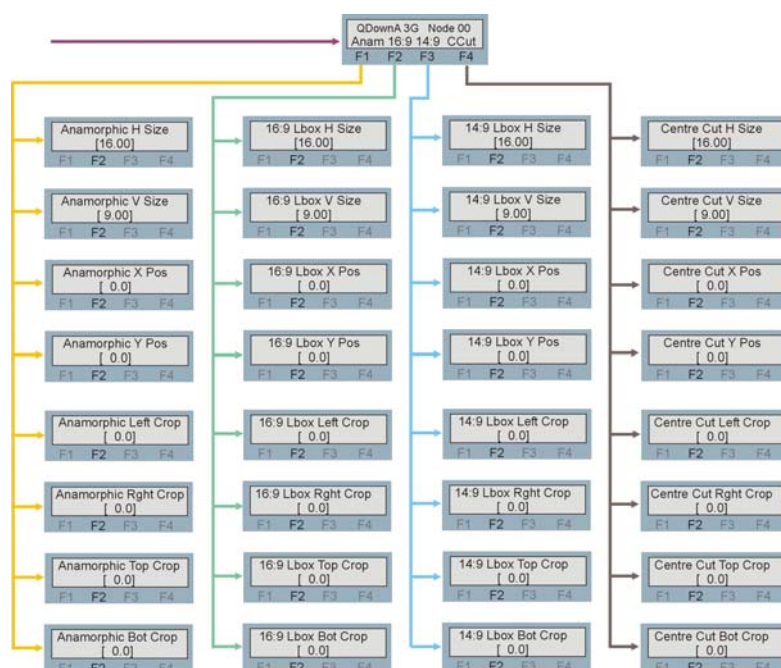 QDownA 3G Node 00
Anam 16:9 14:9 CCut
F1 F2 F3 F4
Anamorphic H Size
[16.00]
F1 F2 F3 F4
16:9 Lbox H Size
[16.00]
F1 F2 F3 F4
14:9 Lbox H Size
[16.00]
F1 F2 F3 F4
Centre Cut H Size
[16.00]
F1 F2 F3 F4
Anamorphic V Size
[ 9.00]
F1 F2 F3 F4
16:9 Lbox V Size
[ 9.00]
F1 F2 F3 F4
14:9 Lbox V Size
[ 9.00]
F1 F2 F3 F4
Centre Cut V Size
[ 9.00]
F1 F2 F3 F4
Anamorphic X Pos
[ 0.0]
F1 F2 F3 F4
16:9 Lbox X Pos
[ 0.0]
F1 F2 F3 F4
14:9 Lbox X Pos
[ 0.0]
F1 F2 F3 F4
Centre Cut X Pos
[ 0.0]
F1 F2 F3 F4
Anamorphic Y Pos
[ 0.0]
F1 F2 F3 F4
16:9 Lbox Y Pos
[ 0.0]
F1 F2 F3 F4
14:9 Lbox Y Pos
[ 0.0]
F1 F2 F3 F4
Centre Cut Y Pos
[ 0.0]
F1 F2 F3 F4
Anamorphic Left Crop
[ 0.0]
F1 F2 F3 F4
16:9 Lbox Left Crop
[ 0.0]
F1 F2 F3 F4
14:9 Lbox Left Crop
[ 0.0]
F1 F2 F3 F4
Centre Cut Left Crop
[ 0.0]
F1 F2 F3 F4
Anamorphic Rght Crop
[ 0.0]
F1 F2 F3 F4
16:9 Lbox Rght Crop
[ 0.0]
F1 F2 F3 F4
14:9 Lbox Rght Crop
[ 0.0]
F1 F2 F3 F4
Centre Cut Rght Crop
[ 0.0]
F1 F2 F3 F4
Anamorphic Top Crop
[ 0.0]
F1 F2 F3 F4
16:9 Lbox Top Crop
[ 0.0]
F1 F2 F3 F4
14:9 Lbox Top Crop
[ 0.0]
F1 F2 F3 F4
Centre Cut Top Crop
[ 0.0]
F1 F2 F3 F4
Anamorphic Bot Crop
[ 0.0]
F1 F2 F3 F4
16:9 Lbox Bot Crop
[ 0.0]
F1 F2 F3 F4
14:9 Lbox Bot Crop
[ 0.0]
F1 F2 F3 F4
Centre Cut Bot Crop
[ 0.0]
F1 F2 F3 F4